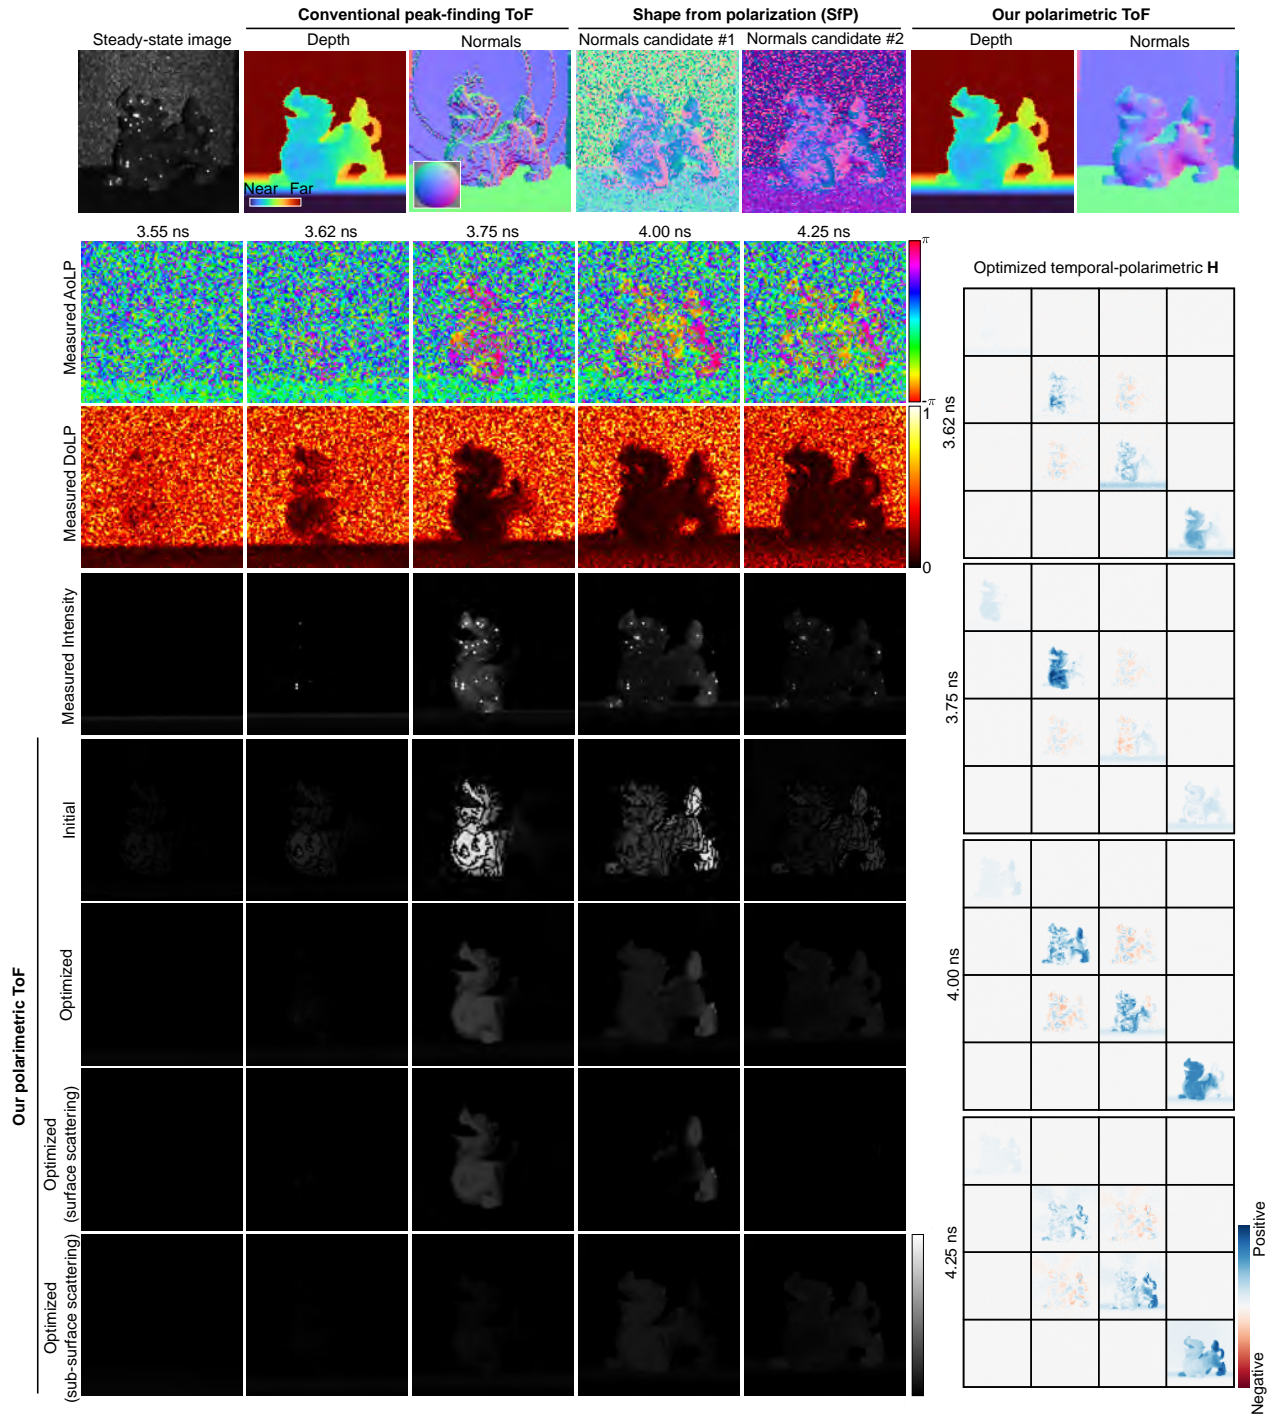 Conventional peak-finding ToF
Shape from polarization (SfP)
Our polarimetric ToF
Steady-state image
Depth
Normals
Normals candidate #1
Normals candidate #2
Depth
Normals
Near Far
3.55 ns
3.62 ns
3.75 ns
4.00 ns
4.25 ns
Measured AoLP
π
-π
Measured DoLP
1
0
Measured Intensity
Our polarimetric ToF
Initial
Optimized
Optimized
(surface scattering)
Optimized
(sub-surface scattering)
Optimized temporal-polarimetric H
3.62 ns
3.75 ns
4.00 ns
4.25 ns
Positive
Negative